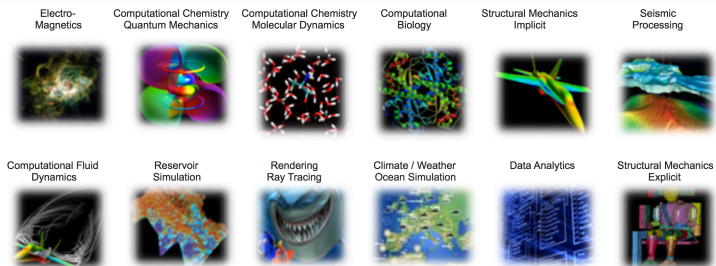 Electro-
Magnetics
Computational Chemistry
Quantum Mechanics
Computational Chemistry
Molecular Dynamics
Computational
Biology
Structural Mechanics
Implicit
Seismic
Processing
Computational Fluid
Dynamics
Reservoir
Simulation
Rendering
Ray Tracing
Climate / Weather
Ocean Simulation
Data Analytics
Structural Mechanics
Explicit